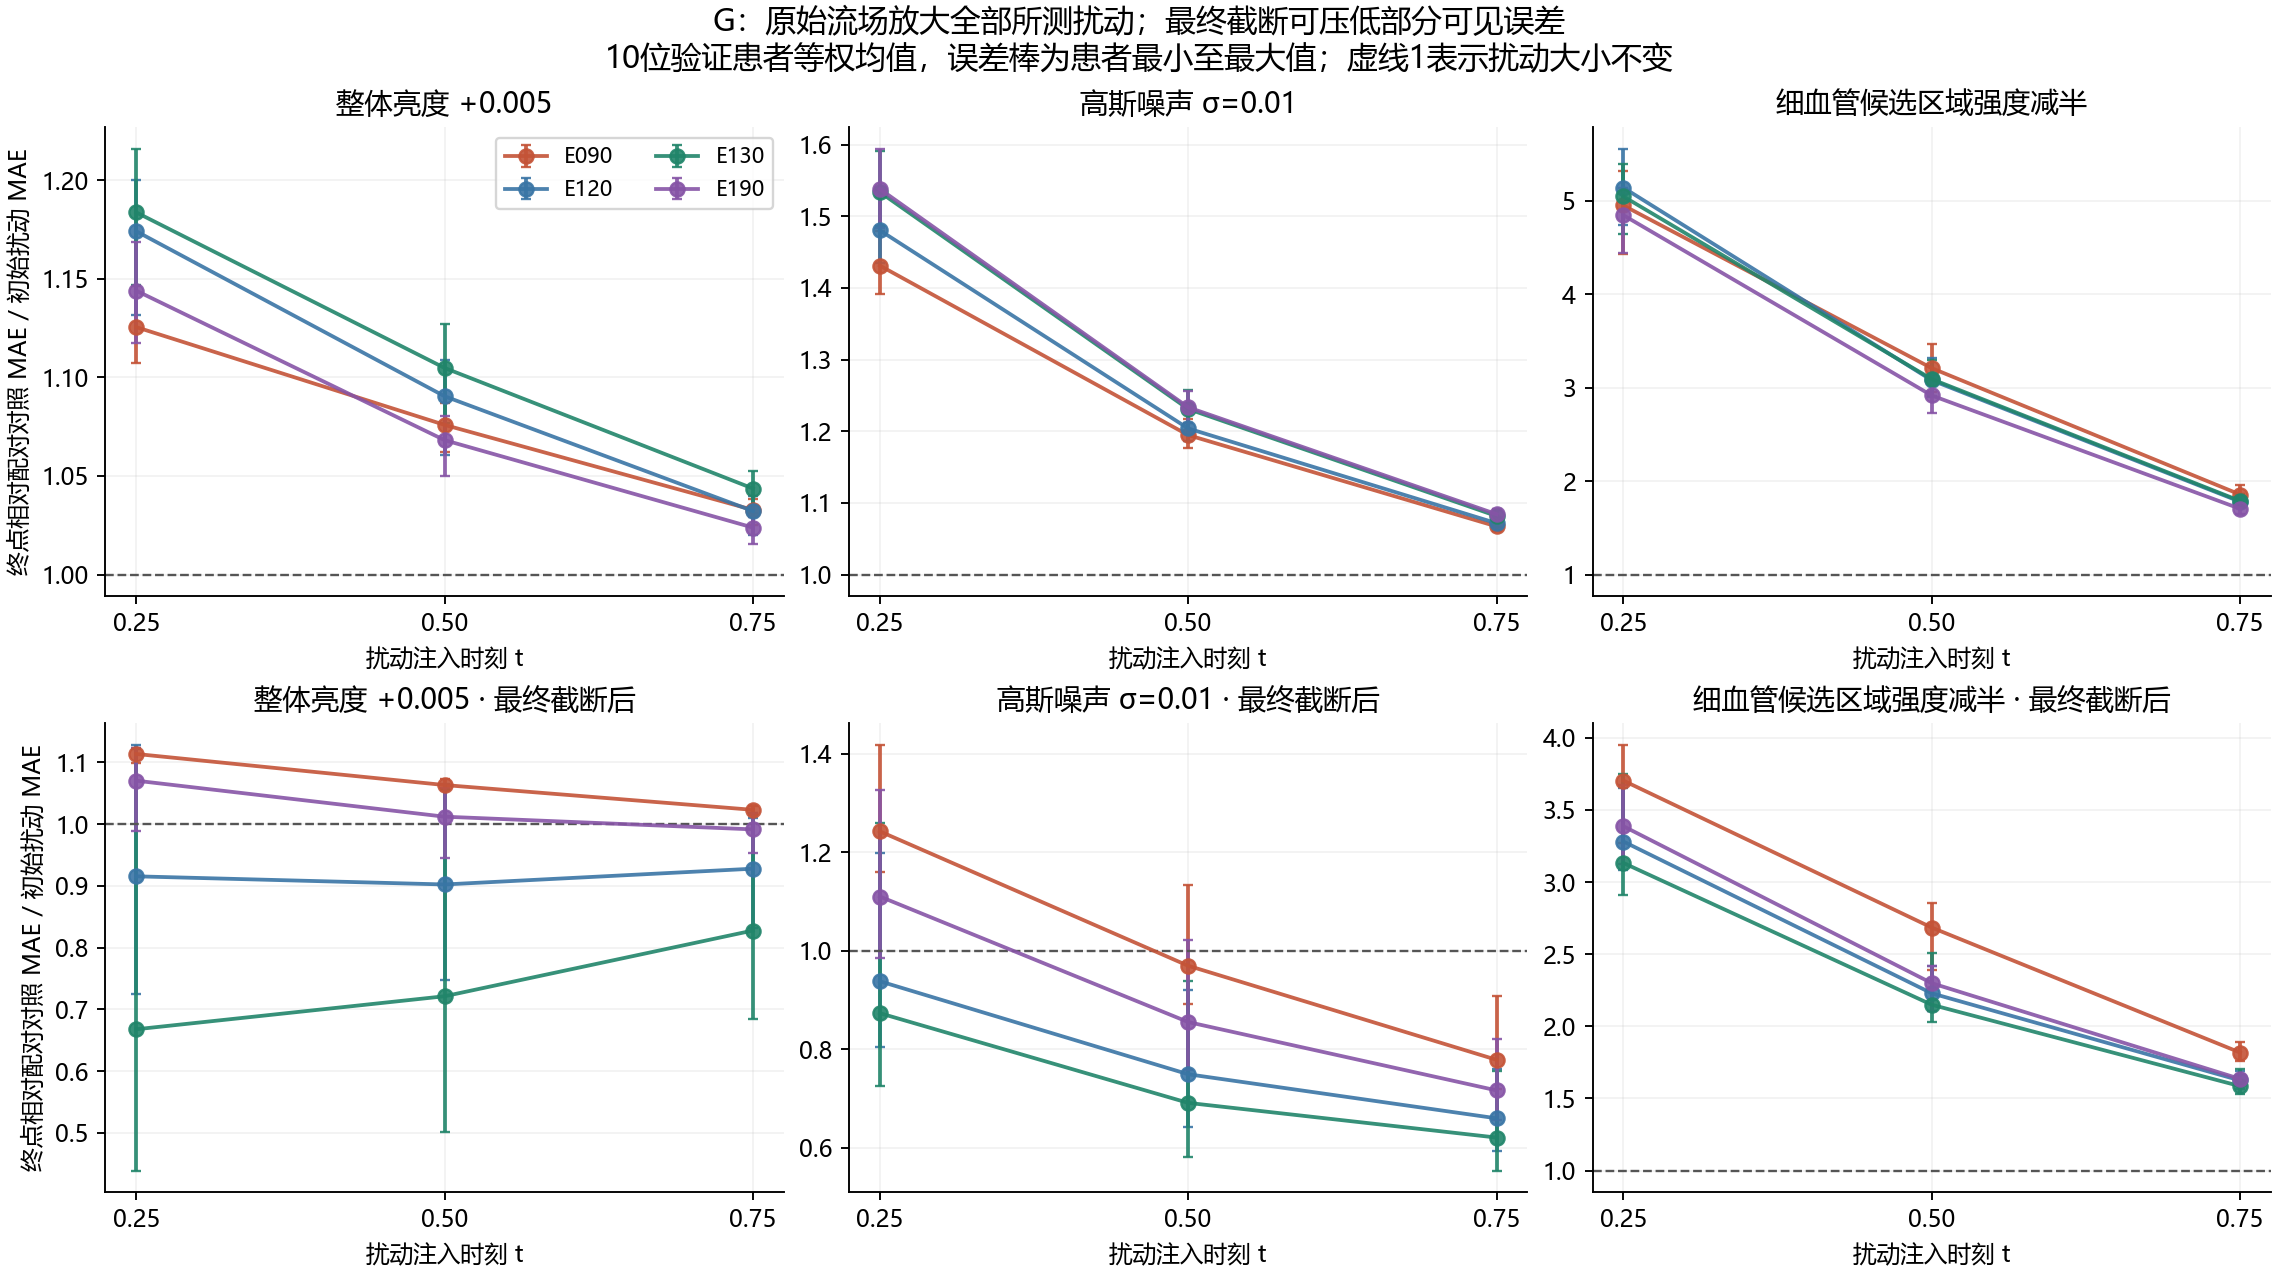 G：原始流场放大全部所测扰动；最终截断可压低部分可见误差
10位验证患者等权均值，误差棒为患者最小至最大值；虚线1表示扰动大小不变
整体亮度 +0.005
终点相对配对对照 MAE / 初始扰动 MAE
1.20
1.15
1.10
1.05
1.00
E090
E120
E130
E190
0.25
0.50
0.75
扰动注入时刻 t
高斯噪声 σ=0.01
1.6
1.5
1.4
1.3
1.2
1.1
1.0
0.25
0.50
0.75
扰动注入时刻 t
细血管候选区域强度减半
5
4
3
2
1
0.25
0.50
0.75
扰动注入时刻 t
整体亮度 +0.005 · 最终截断后
终点相对配对对照 MAE / 初始扰动 MAE
1.1
1.0
0.9
0.8
0.7
0.6
0.5
0.25
0.50
0.75
扰动注入时刻 t
高斯噪声 σ=0.01 · 最终截断后
1.4
1.2
1.0
0.8
0.6
0.25
0.50
0.75
扰动注入时刻 t
细血管候选区域强度减半 · 最终截断后
4.0
3.5
3.0
2.5
2.0
1.5
1.0
0.25
0.50
0.75
扰动注入时刻 t